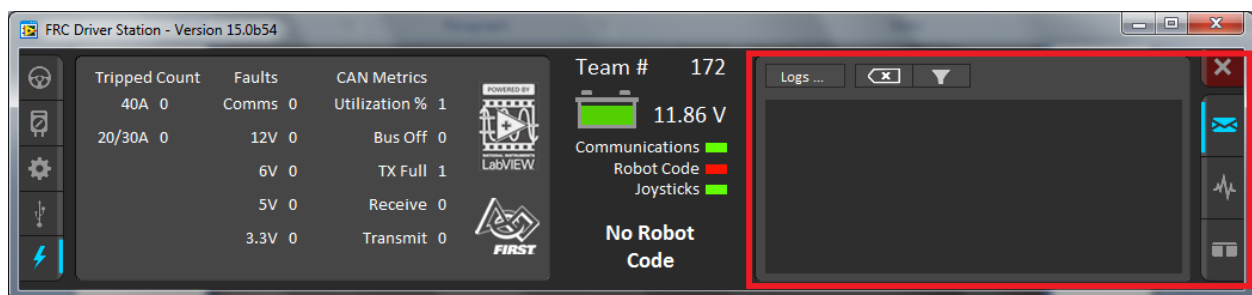 FRC Driver Station - Version 15.0b54
Tripped Count Faults CAN Metrics
40A 0 Comms 0 Utilization % 1
20/30A 0 12V 0 Bus Off 0
6V 0 TX Full 1
5V 0 Receive 0
3.3V 0 Transmit 0
POWERED BY
NATIONAL INSTRUMENTS
LabVIEW
FIRST
Team # 172
11.86 V
Communications
Robot Code
Joysticks
No Robot
Code
Logs ...